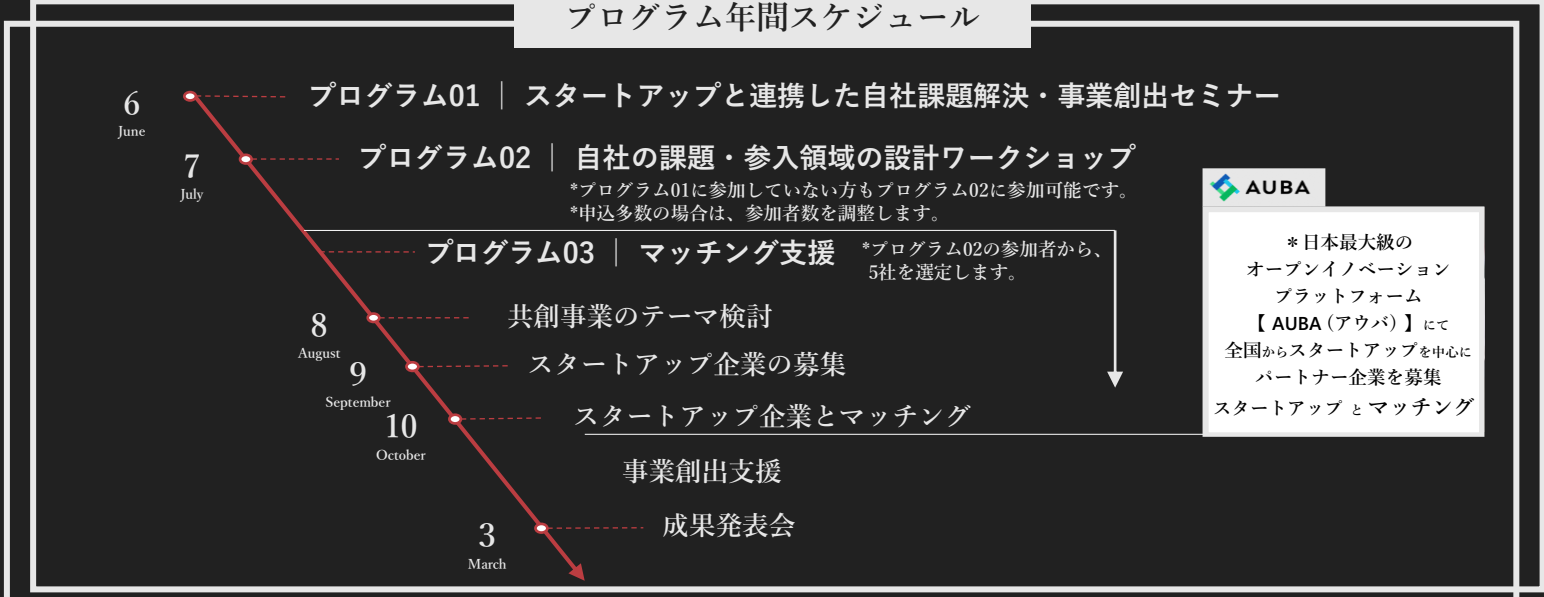 プログラム年間スケジュール
6
June
プログラム01 ｜ スタートアップと連携した自社課題解決・事業創出セミナー
7
July
プログラム02 ｜ 自社の課題・参入領域の設計ワークショップ
*プログラム01に参加していない方もプログラム02に参加可能です。
*申込多数の場合は、参加者数を調整します。
プログラム03 ｜ マッチング支援
*プログラム02の参加者から、
5社を選定します。
8
August
共創事業のテーマ検討
9
September
スタートアップ企業の募集
10
October
スタートアップ企業とマッチング
事業創出支援
3
March
成果発表会
AUBA
＊日本最大級の
オープンイノベーション
プラットフォーム
【 AUBA（アウバ）】にて
全国からスタートアップを中心に
パートナー企業を募集
スタートアップ と マッチング